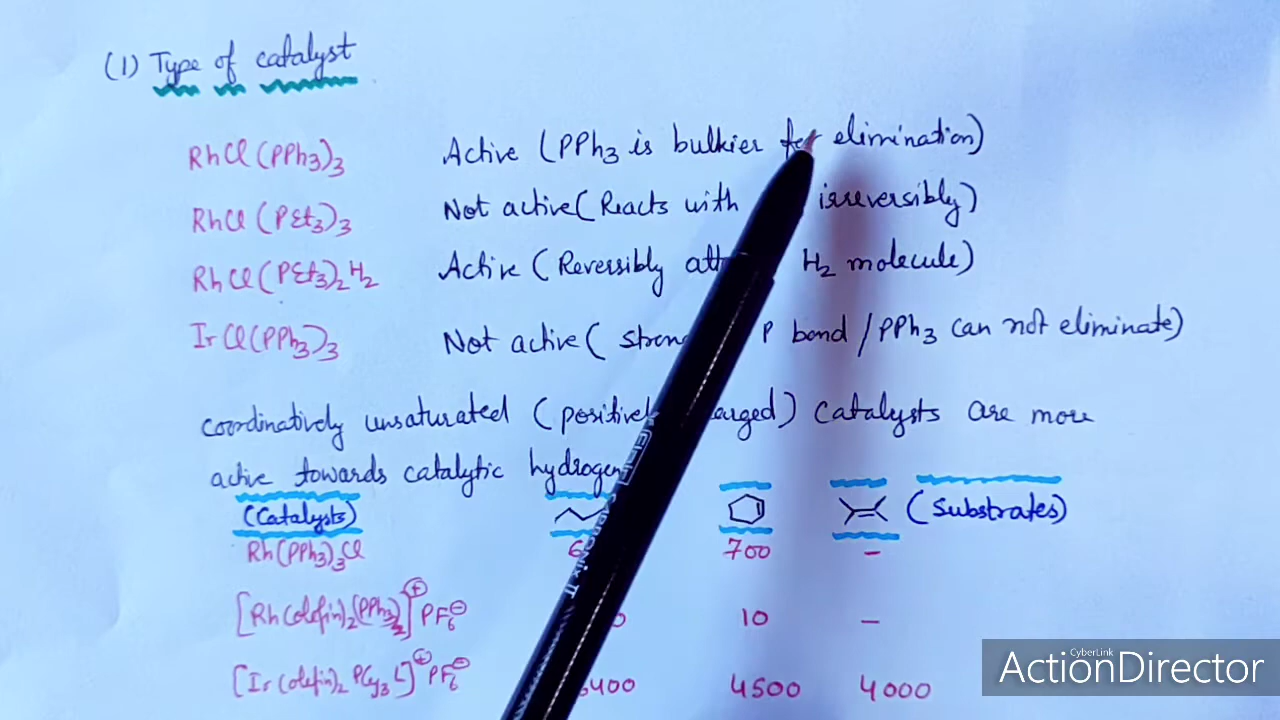 (1) Type of catalyst
RhCl(PPh3)3 Active (PPh3 is bulkier for elimination)
RhCl(PEt3)3 Not active (Reacts with irreversibly)
RhCl(PEt3)2H2 Active (Reversibly H2 molecule)
IrCl(PPh3)3 Not active ( P bond / PPh3 can not eliminate)
coordinatively unsaturated ( ) catalysts are more
active towards catalytic
(Catalysts) (Substrates)
Rh(PPh3)3Cl 700 –
[Rh(olefin)2(PPh3)2]⊕ PF6⊖ 10 –
[Ir(olefin)2 PCy3 L]⊕ PF6⊖ 4500 4000
CyberLink
ActionDirector